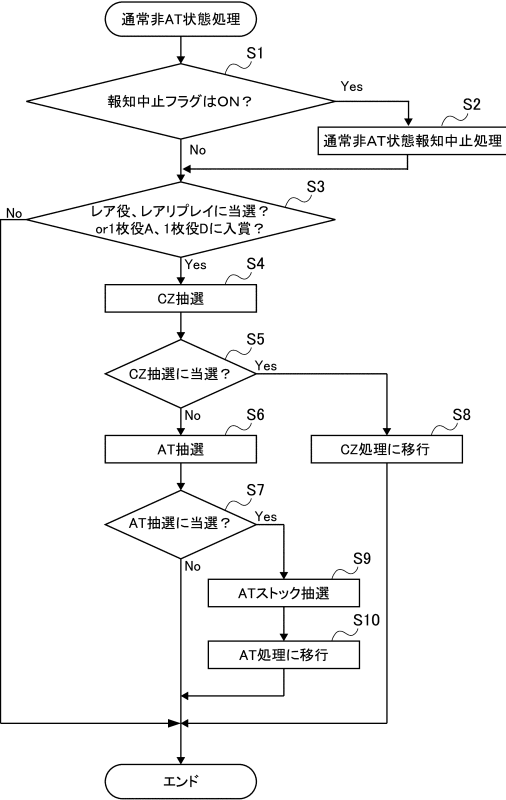 通常非AT状態処理
S1
報知中止フラグはON？
Yes
S2
通常非AT状態報知中止処理
No
S3
No
レア役、レアリプレイに当選？
or1枚役A、1枚役Dに入賞？
Yes
S4
CZ抽選
S5
CZ抽選に当選？
Yes
No
S6
S8
AT抽選
CZ処理に移行
S7
AT抽選に当選？
Yes
No
S9
ATストック抽選
S10
AT処理に移行
エンド